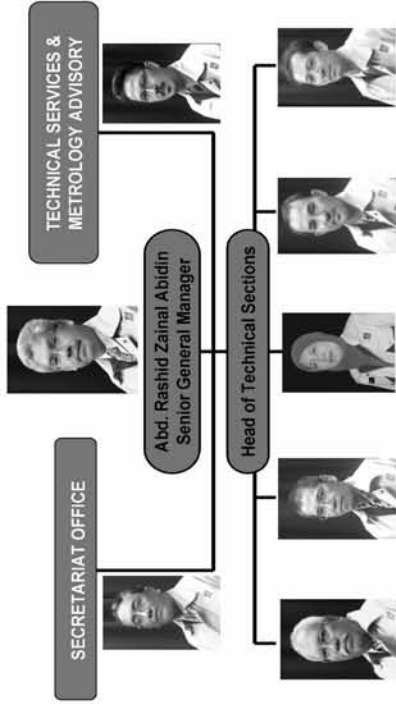 SECRETARIAT OFFICE
TECHNICAL SERVICES &
METROLOGY ADVISORY
Abd. Rashid Zainal Abidin
Senior General Manager
Head of Technical Sections